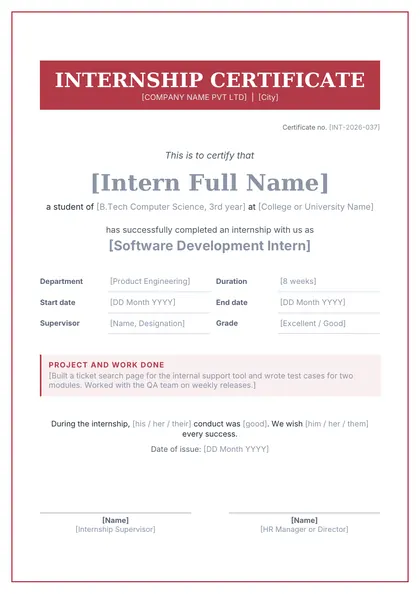 INTERNSHIP CERTIFICATE
[COMPANY NAME PVT LTD] | [City]
Certificate no. [INT-2026-037]
This is to certify that
[Intern Full Name]
a student of [B.Tech Computer Science, 3rd year] at [College or University Name]
has successfully completed an internship with us as
[Software Development Intern]
Department [Product Engineering] Duration [8 weeks]
Start date [DD Month YYYY] End date [DD Month YYYY]
Supervisor [Name, Designation] Grade [Excellent / Good]
PROJECT AND WORK DONE
[Built a ticket search page for the internal support tool and wrote test cases for two
modules. Worked with the QA team on weekly releases.]
During the internship, [his / her / their] conduct was [good]. We wish [him / her / them]
every success.
Date of issue: [DD Month YYYY]
[Name] [Name]
[Internship Supervisor] [HR Manager or Director]